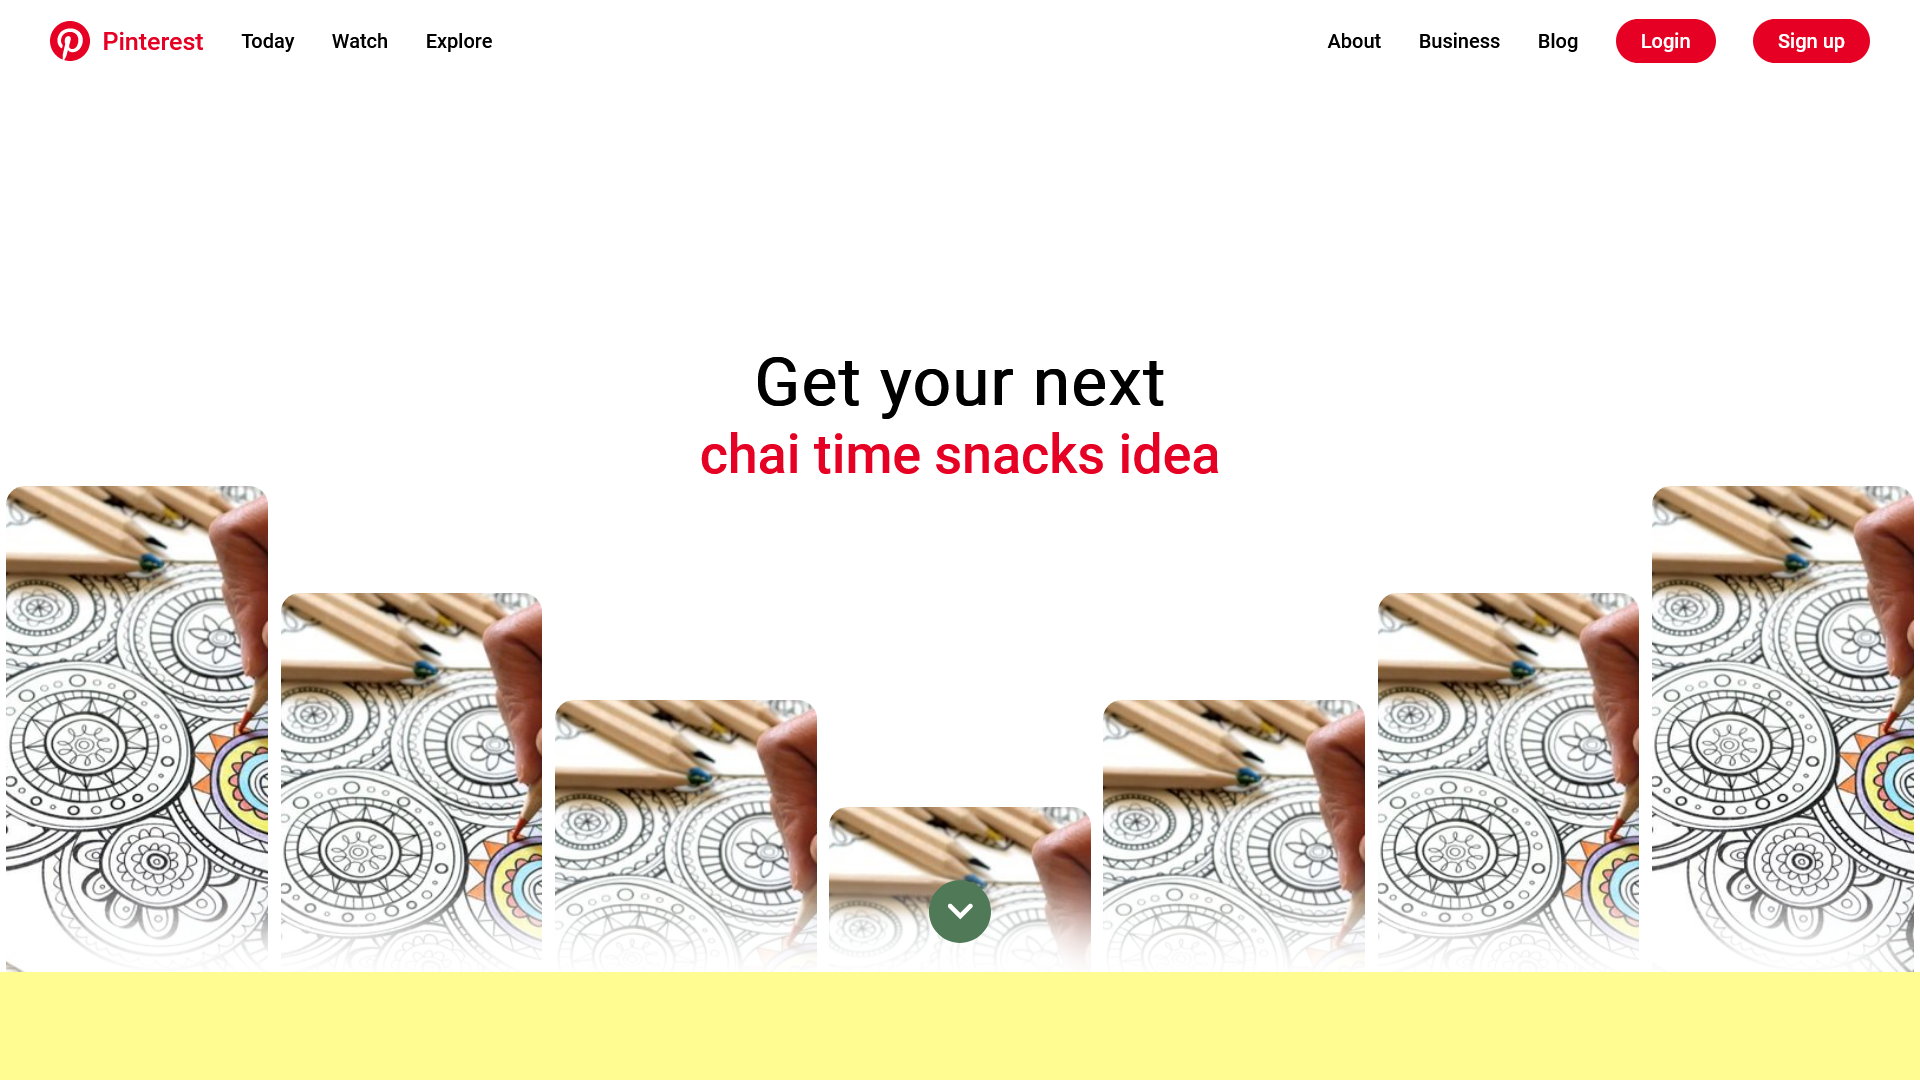 Pinterest Today Watch Explore About Business Blog Login Sign up
Get your next
chai time snacks idea